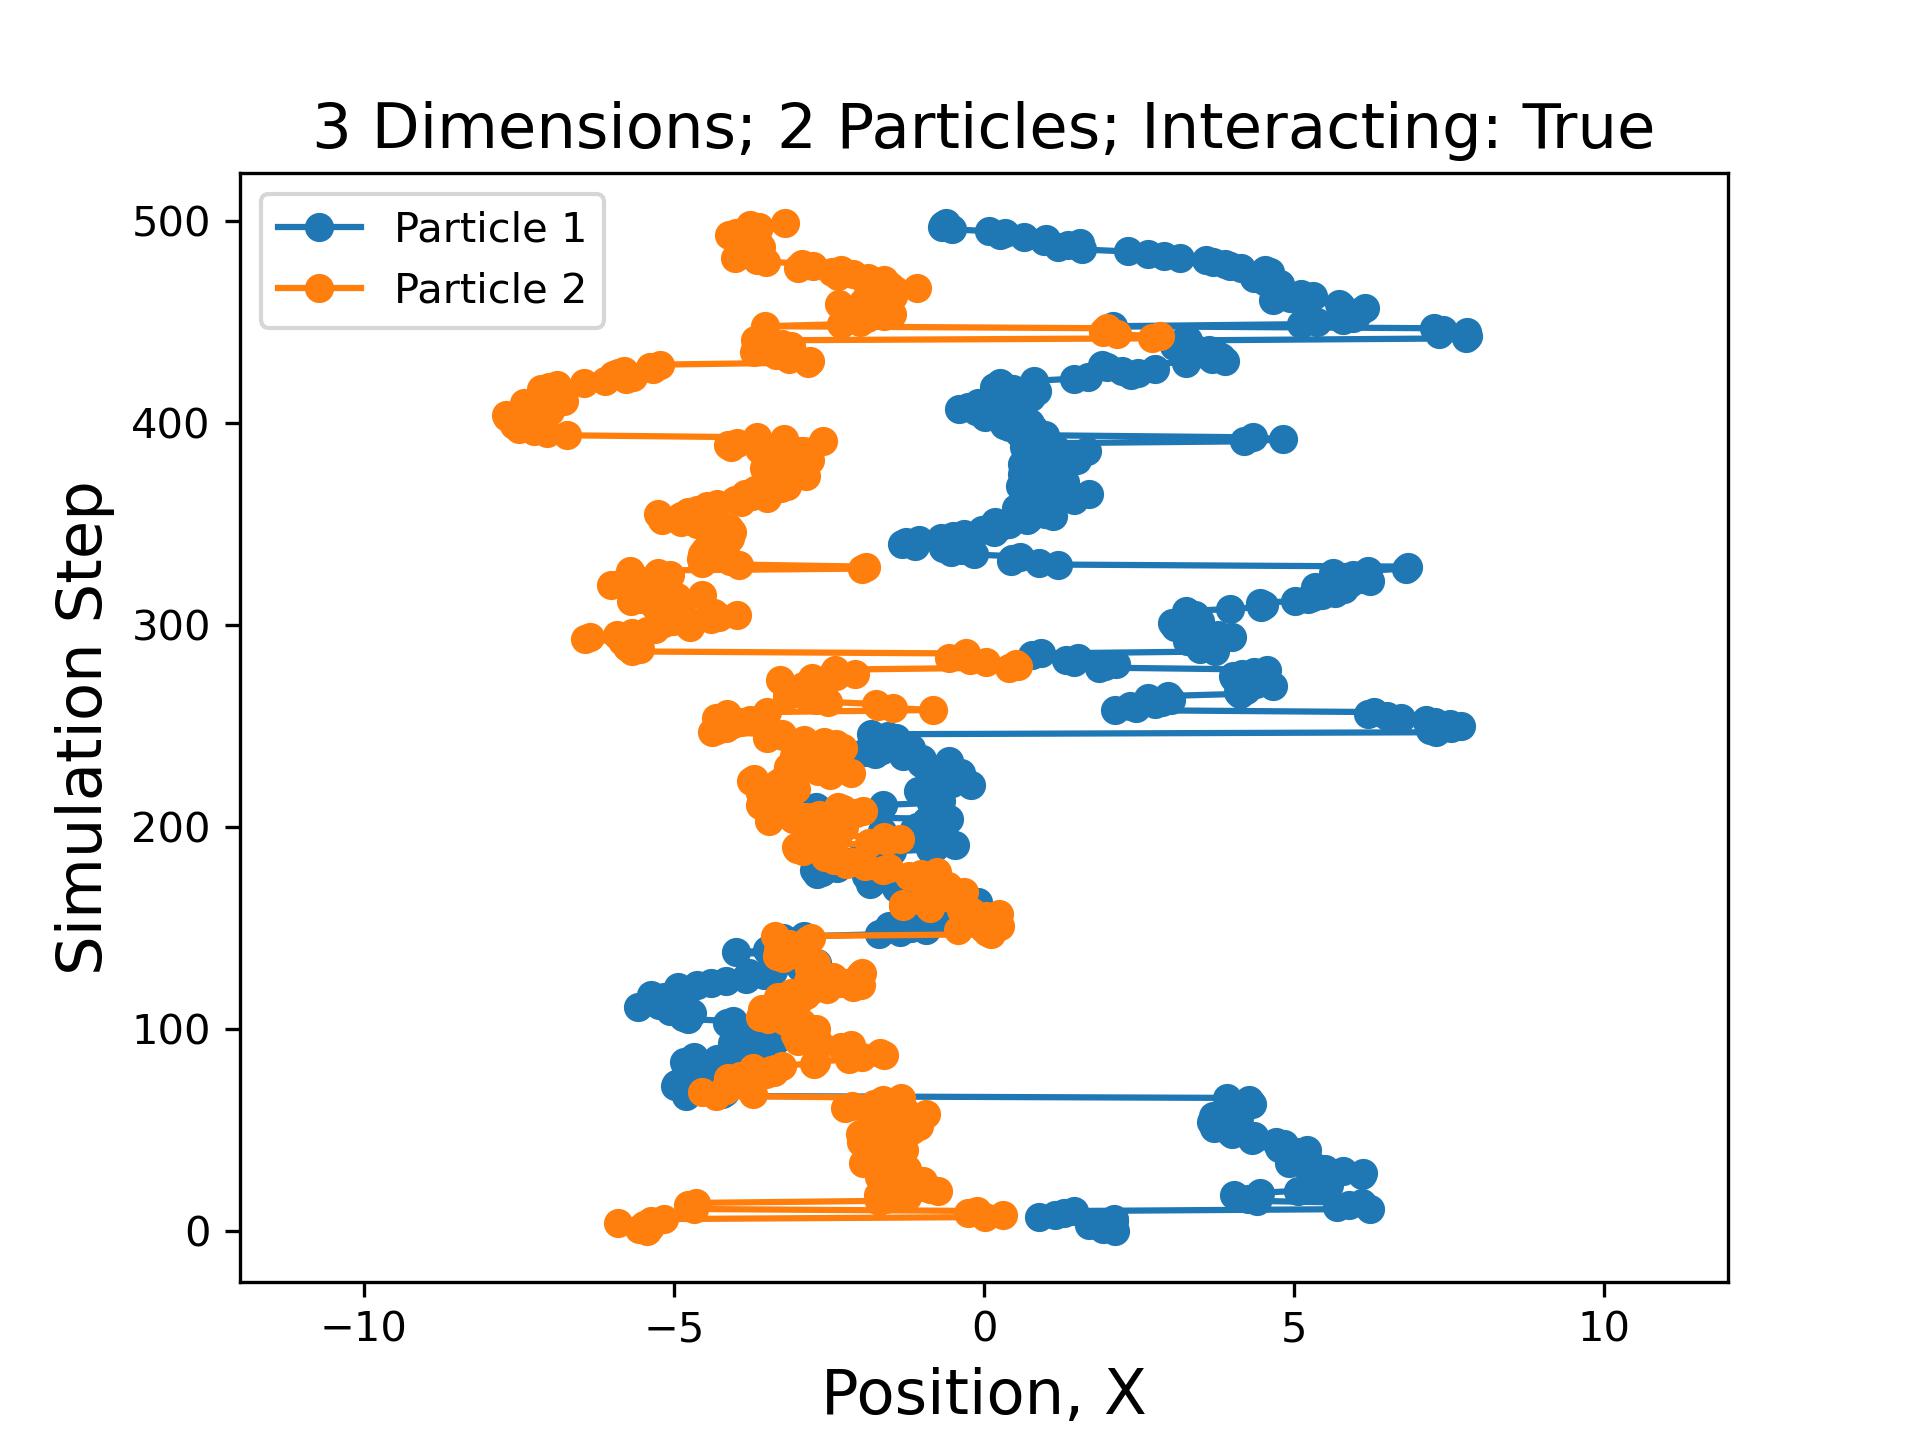 3 Dimensions; 2 Particles; Interacting: True
Particle 1
Particle 2
Simulation Step
500
400
300
200
100
0
−10
−5
0
5
10
Position, X